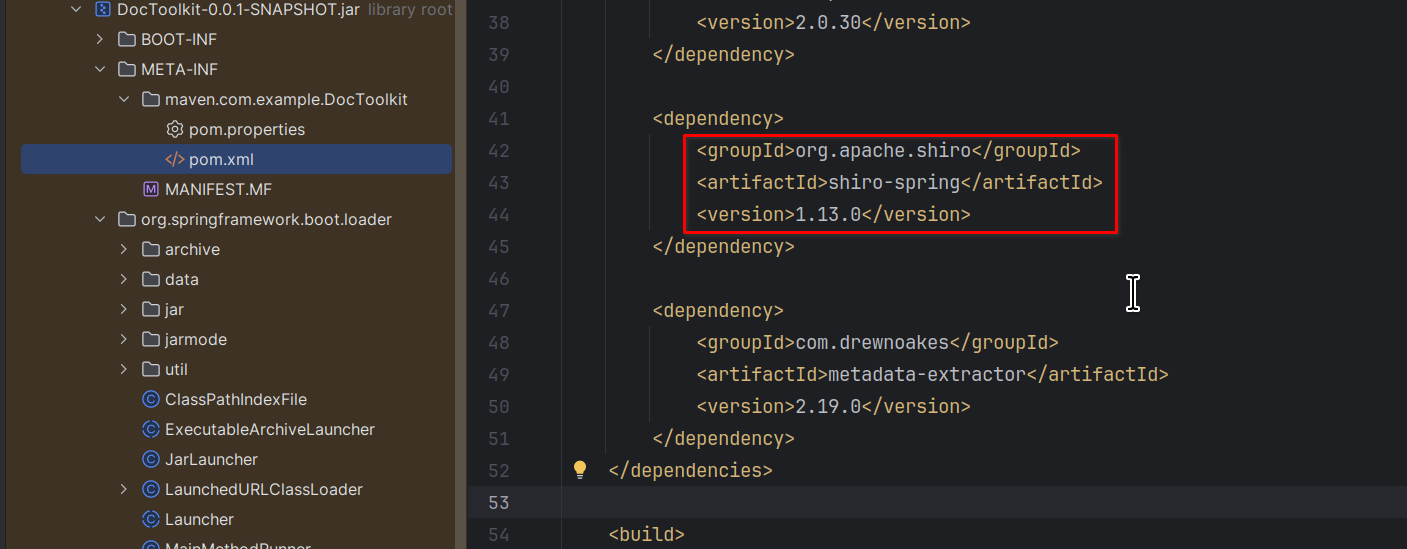 DocToolkit-0.0.1-SNAPSHOT.jar library root
BOOT-INF
META-INF
maven.com.example.DocToolkit
pom.properties
pom.xml
MANIFEST.MF
org.springframework.boot.loader
archive
data
jar
jarmode
util
ClassPathIndexFile
ExecutableArchiveLauncher
JarLauncher
LaunchedURLClassLoader
Launcher
MainMethodRunner
38 <version>2.0.30</version>
39 </dependency>
40
41 <dependency>
42 <groupId>org.apache.shiro</groupId>
43 <artifactId>shiro-spring</artifactId>
44 <version>1.13.0</version>
45 </dependency>
46
47 <dependency>
48 <groupId>com.drewnoakes</groupId>
49 <artifactId>metadata-extractor</artifactId>
50 <version>2.19.0</version>
51 </dependency>
52 </dependencies>
53
54 <build>